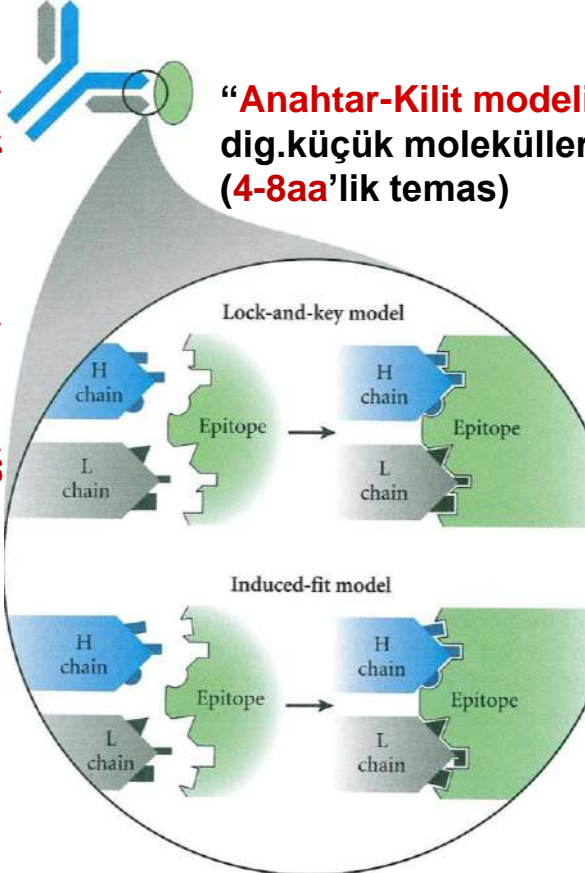 “Anahtar-Kilit modeli
dig.küçük moleküller
(4-8aa’lik temas)
Lock-and-key model
H
chain
Epitope
L
chain
H
chain
Epitope
L
chain
Induced-fit model
H
chain
Epitope
L
chain
H
chain
Epitope
L
chain